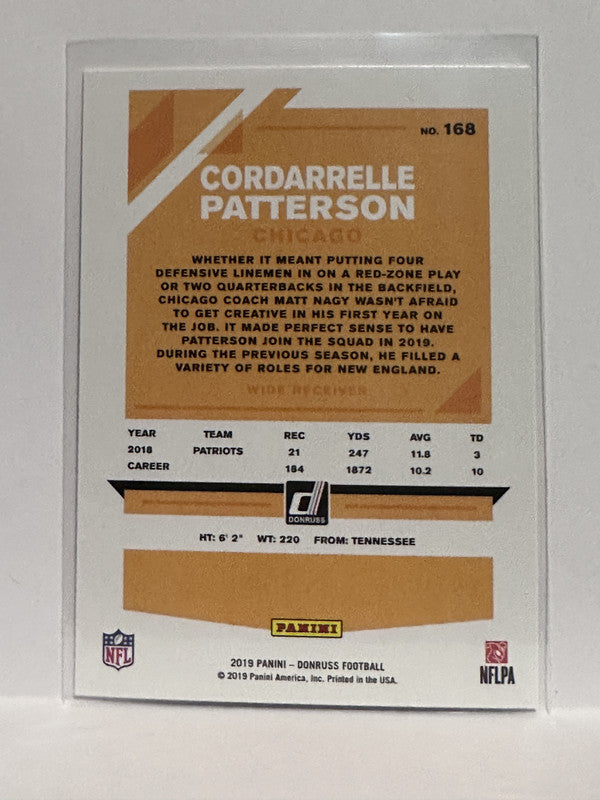 NO. 168
CORDARRELLE
PATTERSON
CHICAGO
WHETHER IT MEANT PUTTING FOUR
DEFENSIVE LINEMEN IN ON A RED-ZONE PLAY
OR TWO QUARTERBACKS IN THE BACKFIELD,
CHICAGO COACH MATT NAGY WASN'T AFRAID
TO GET CREATIVE IN HIS FIRST YEAR ON
THE JOB. IT MADE PERFECT SENSE TO HAVE
PATTERSON JOIN THE SQUAD IN 2019.
DURING THE PREVIOUS SEASON, HE FILLED A
VARIETY OF ROLES FOR NEW ENGLAND.
WIDE RECEIVER
YEAR TEAM REC YDS AVG TD
2018 PATRIOTS 21 247 11.8 3
CAREER 184 1872 10.2 10
DONRUSS
HT: 6' 2" WT: 220 FROM: TENNESSEE
PANINI
NFL
2019 PANINI – DONRUSS FOOTBALL
© 2019 Panini America, Inc. Printed in the USA.
NFLPA